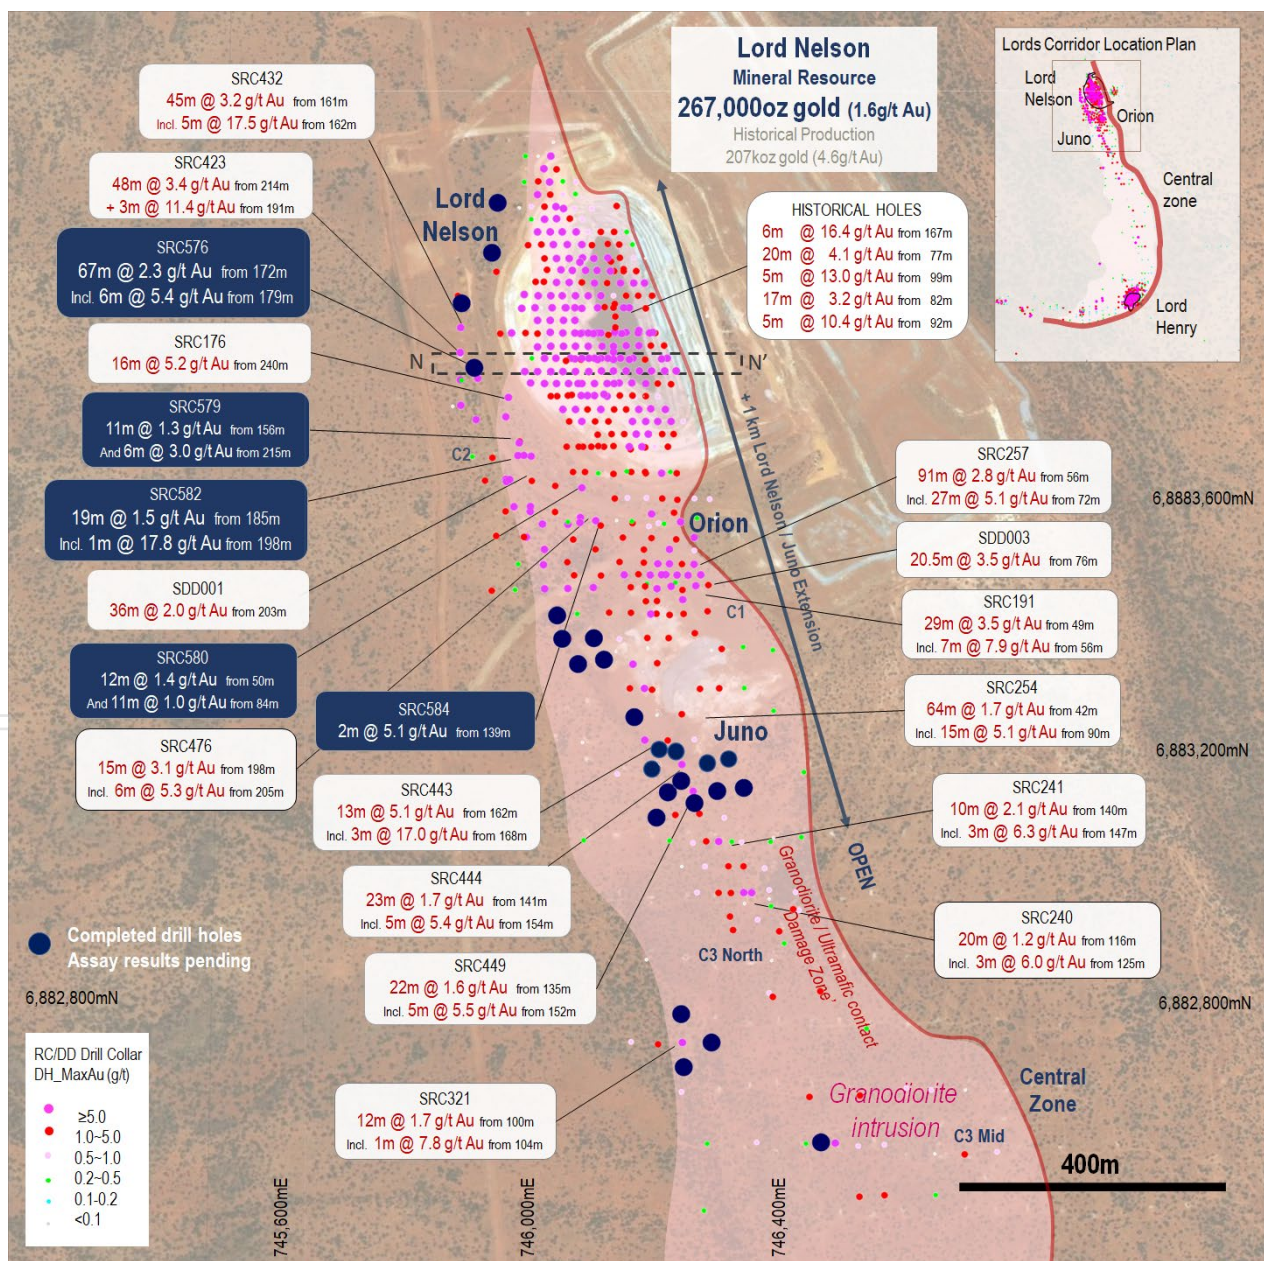 Lord Nelson
Mineral Resource
267,000oz gold (1.6g/t Au)
Historical Production
207koz gold (4.6g/t Au)
Lords Corridor Location Plan
Lord
Nelson
Orion
Juno
Central
zone
Lord
Henry
SRC432
45m @ 3.2 g/t Au from 161m
Incl. 5m @ 17.5 g/t Au from 162m
SRC423
48m @ 3.4 g/t Au from 214m
+ 3m @ 11.4 g/t Au from 191m
SRC576
67m @ 2.3 g/t Au from 172m
Incl. 6m @ 5.4 g/t Au from 179m
SRC176
16m @ 5.2 g/t Au from 240m
SRC579
11m @ 1.3 g/t Au from 156m
And 6m @ 3.0 g/t Au from 215m
SRC582
19m @ 1.5 g/t Au from 185m
Incl. 1m @ 17.8 g/t Au from 198m
SDD001
36m @ 2.0 g/t Au from 203m
SRC580
12m @ 1.4 g/t Au from 50m
And 11m @ 1.0 g/t Au from 84m
SRC584
2m @ 5.1 g/t Au from 139m
SRC476
15m @ 3.1 g/t Au from 198m
Incl. 6m @ 5.3 g/t Au from 205m
SRC443
13m @ 5.1 g/t Au from 162m
Incl. 3m @ 17.0 g/t Au from 168m
SRC444
23m @ 1.7 g/t Au from 141m
Incl. 5m @ 5.4 g/t Au from 154m
SRC449
22m @ 1.6 g/t Au from 135m
Incl. 5m @ 5.5 g/t Au from 152m
SRC321
12m @ 1.7 g/t Au from 100m
Incl. 1m @ 7.8 g/t Au from 104m
Lord
Nelson
N
N'
C2
HISTORICAL HOLES
6m @ 16.4 g/t Au from 167m
20m @ 4.1 g/t Au from 77m
5m @ 13.0 g/t Au from 99m
17m @ 3.2 g/t Au from 82m
5m @ 10.4 g/t Au from 92m
+ 1 km Lord Nelson / Juno Extension
OPEN
SRC257
91m @ 2.8 g/t Au from 56m
Incl. 27m @ 5.1 g/t Au from 72m
6,8883,600mN
Orion
SDD003
20.5m @ 3.5 g/t Au from 76m
C1
SRC191
29m @ 3.5 g/t Au from 49m
Incl. 7m @ 7.9 g/t Au from 56m
SRC254
64m @ 1.7 g/t Au from 42m
Incl. 15m @ 5.1 g/t Au from 90m
Juno
6,883,200mN
SRC241
10m @ 2.1 g/t Au from 140m
Incl. 3m @ 6.3 g/t Au from 147m
SRC240
20m @ 1.2 g/t Au from 116m
Incl. 3m @ 6.0 g/t Au from 125m
Granodiorite / Ultramafic contact
'Damage Zone'
C3 North
Completed drill holes
Assay results pending
6,882,800mN
6,882,800mN
RC/DD Drill Collar
DH_MaxAu (g/t)
≥5.0
1.0~5.0
0.5~1.0
0.2~0.5
0.1-0.2
<0.1
Central
Zone
Granodiorite
intrusion
C3 Mid
400m
745,600mE
746,000mE
746,400mE